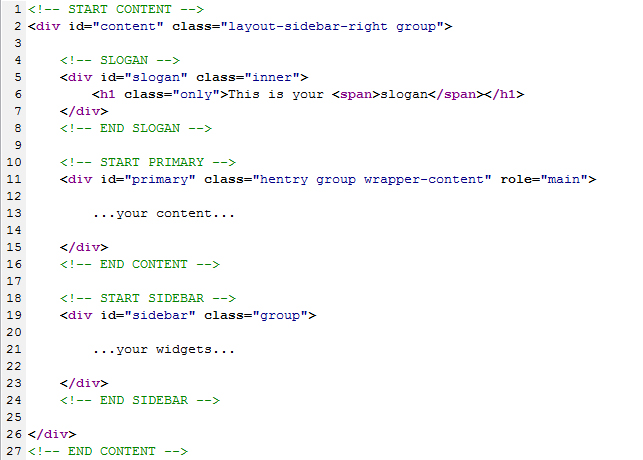 1 <!-- START CONTENT -->
2 <div id="content" class="layout-sidebar-right group">
3
4     <!-- SLOGAN -->
5     <div id="slogan" class="inner">
6         <h1 class="only">This is your <span>slogan</span></h1>
7     </div>
8     <!-- END SLOGAN -->
9
10     <!-- START PRIMARY -->
11     <div id="primary" class="hentry group wrapper-content" role="main">
12
13         ...your content...
14
15     </div>
16     <!-- END CONTENT -->
17
18     <!-- START SIDEBAR -->
19     <div id="sidebar" class="group">
20
21         ...your widgets...
22
23     </div>
24     <!-- END SIDEBAR -->
25
26 </div>
27 <!-- END CONTENT -->